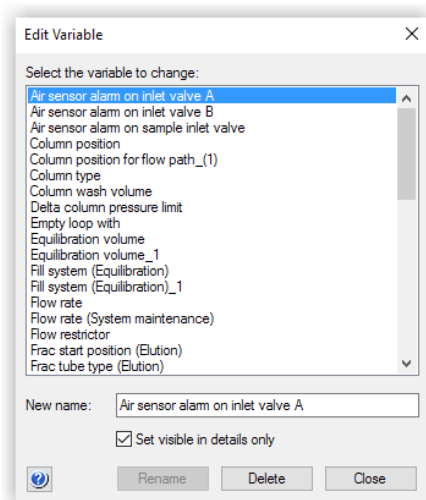 Edit Variable
Select the variable to change:
Air sensor alarm on inlet valve A
Air sensor alarm on inlet valve B
Air sensor alarm on sample inlet valve
Column position
Column position for flow path_(1)
Column type
Column wash volume
Delta column pressure limit
Empty loop with
Equilibration volume
Equilibration volume_1
Fill system (Equilibration)
Fill system (Equilibration)_1
Flow rate
Flow rate (System maintenance)
Flow restrictor
Frac start position (Elution)
Frac tube type (Elution)
New name: Air sensor alarm on inlet valve A
Set visible in details only
? Rename Delete Close